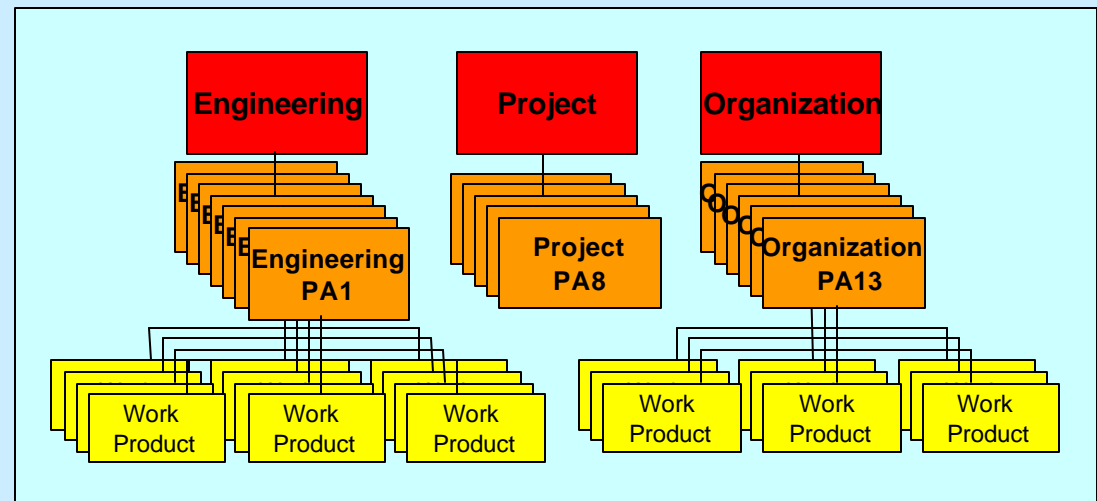 Engineering
Project
Organization
Engineering
PA1
Project
PA8
Organization
PA13
Work
Product
Work
Product
Work
Product
Work
Product
Work
Product
Work
Product